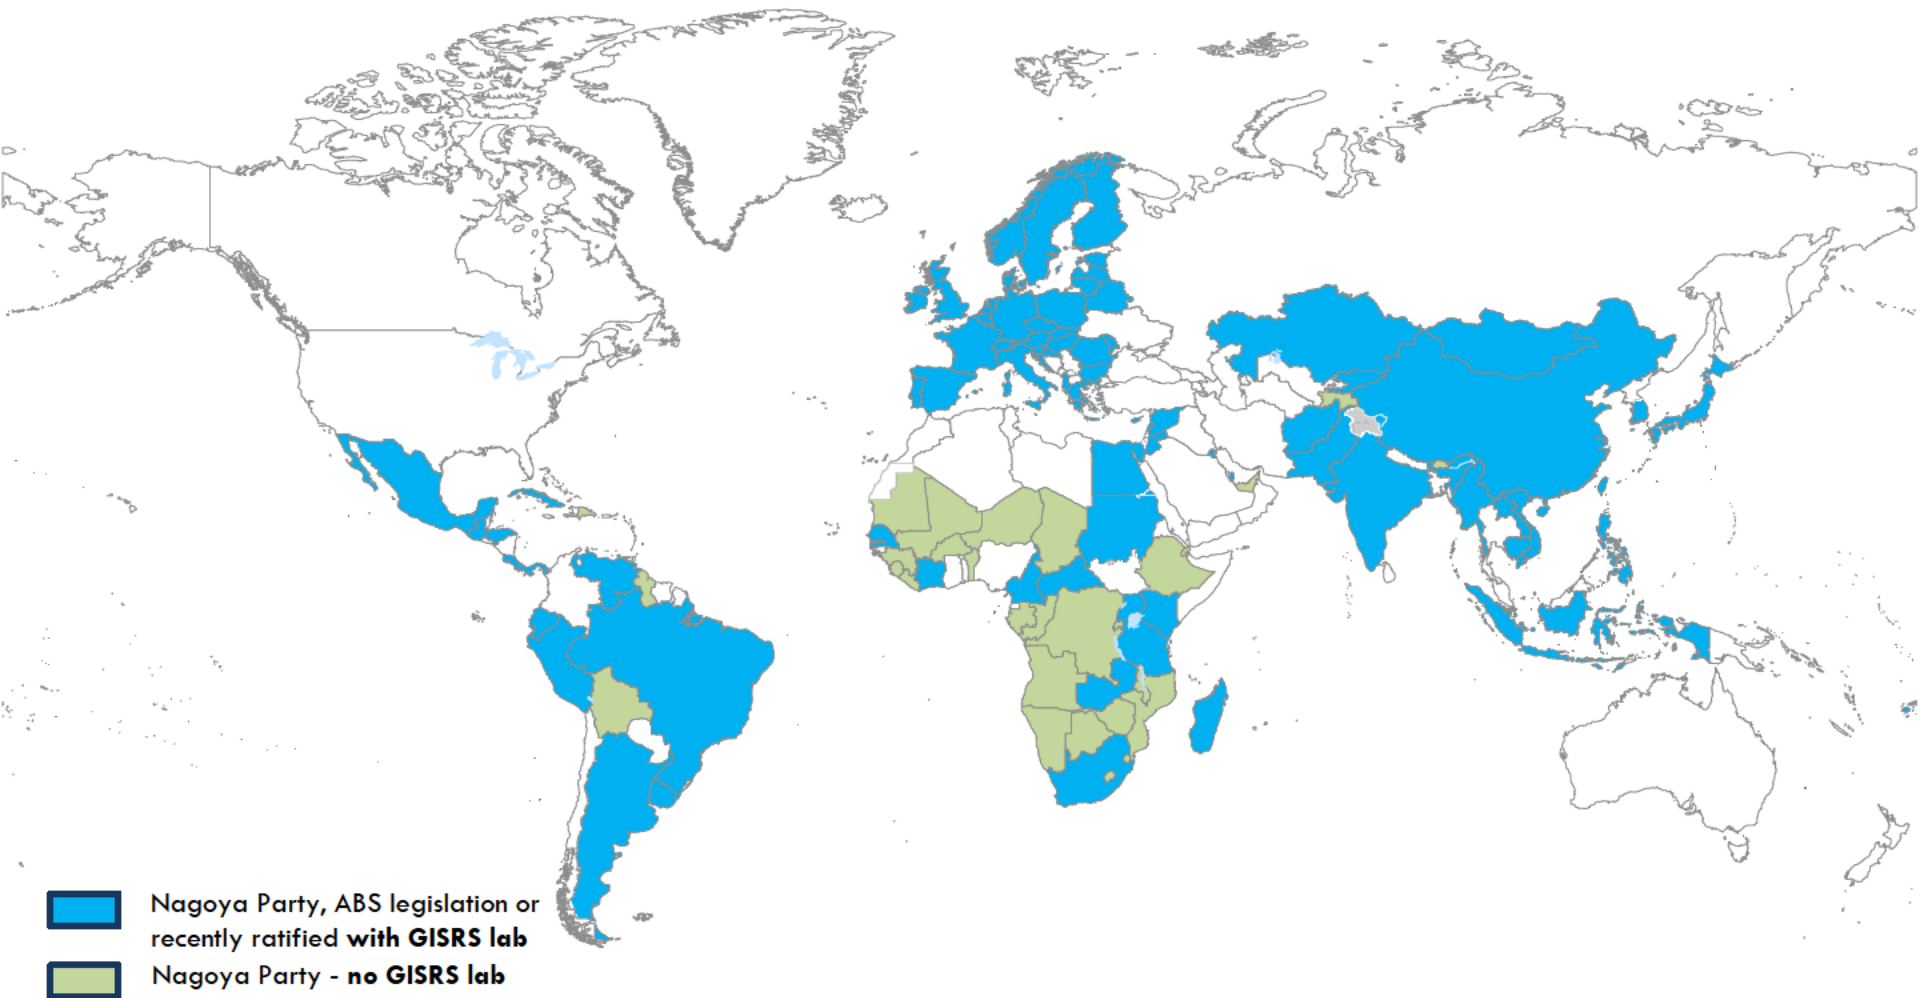 Nagoya Party, ABS legislation or
recently ratified with GISRS lab
Nagoya Party - no GISRS lab